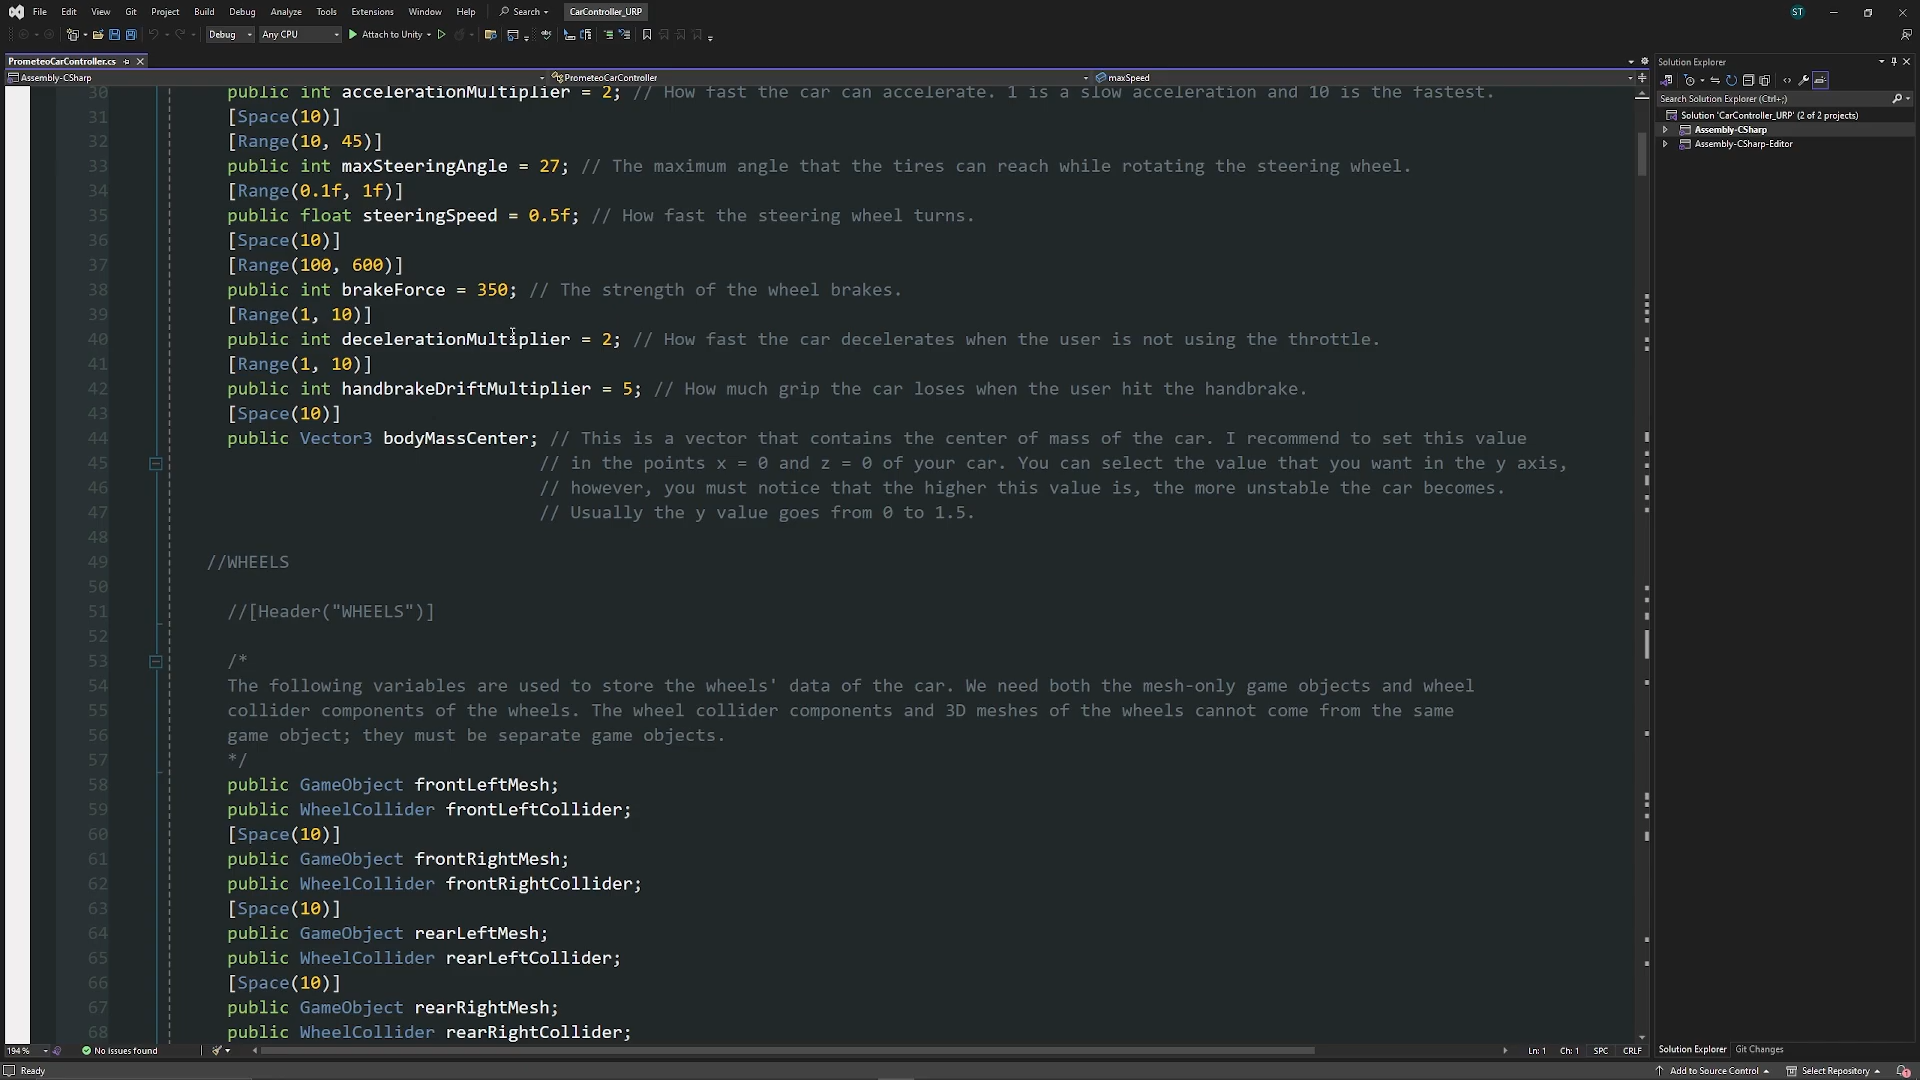 File Edit View Git Project Build Debug Analyze Tools Extensions Window Help Search CarController_URP ST
Debug Any CPU Attach to Unity
PrometeoCarController.cs
Assembly-CSharp PrometeoCarController maxSpeed
30 public int accelerationMultiplier = 2; // How fast the car can accelerate. 1 is a slow acceleration and 10 is the fastest.
31 [Space(10)]
32 [Range(10, 45)]
33 public int maxSteeringAngle = 27; // The maximum angle that the tires can reach while rotating the steering wheel.
34 [Range(0.1f, 1f)]
35 public float steeringSpeed = 0.5f; // How fast the steering wheel turns.
36 [Space(10)]
37 [Range(100, 600)]
38 public int brakeForce = 350; // The strength of the wheel brakes.
39 [Range(1, 10)]
40 public int decelerationMultiplier = 2; // How fast the car decelerates when the user is not using the throttle.
41 [Range(1, 10)]
42 public int handbrakeDriftMultiplier = 5; // How much grip the car loses when the user hit the handbrake.
43 [Space(10)]
44 public Vector3 bodyMassCenter; // This is a vector that contains the center of mass of the car. I recommend to set this value
45 // in the points x = 0 and z = 0 of your car. You can select the value that you want in the y axis,
46 // however, you must notice that the higher this value is, the more unstable the car becomes.
47 // Usually the y value goes from 0 to 1.5.
48
49 //WHEELS
50
51 //[Header("WHEELS")]
52
53 /*
54 The following variables are used to store the wheels' data of the car. We need both the mesh-only game objects and wheel
55 collider components of the wheels. The wheel collider components and 3D meshes of the wheels cannot come from the same
56 game object; they must be separate game objects.
57 */
58 public GameObject frontLeftMesh;
59 public WheelCollider frontLeftCollider;
60 [Space(10)]
61 public GameObject frontRightMesh;
62 public WheelCollider frontRightCollider;
63 [Space(10)]
64 public GameObject rearLeftMesh;
65 public WheelCollider rearLeftCollider;
66 [Space(10)]
67 public GameObject rearRightMesh;
68 public WheelCollider rearRightCollider;
194% No issues found Ln: 1 Ch: 1 SPC CRLF
Solution Explorer
Search Solution Explorer (Ctrl+;)
Solution 'CarController_URP' (2 of 2 projects)
Assembly-CSharp
Assembly-CSharp-Editor
Solution Explorer Git Changes
Ready Add to Source Control Select Repository